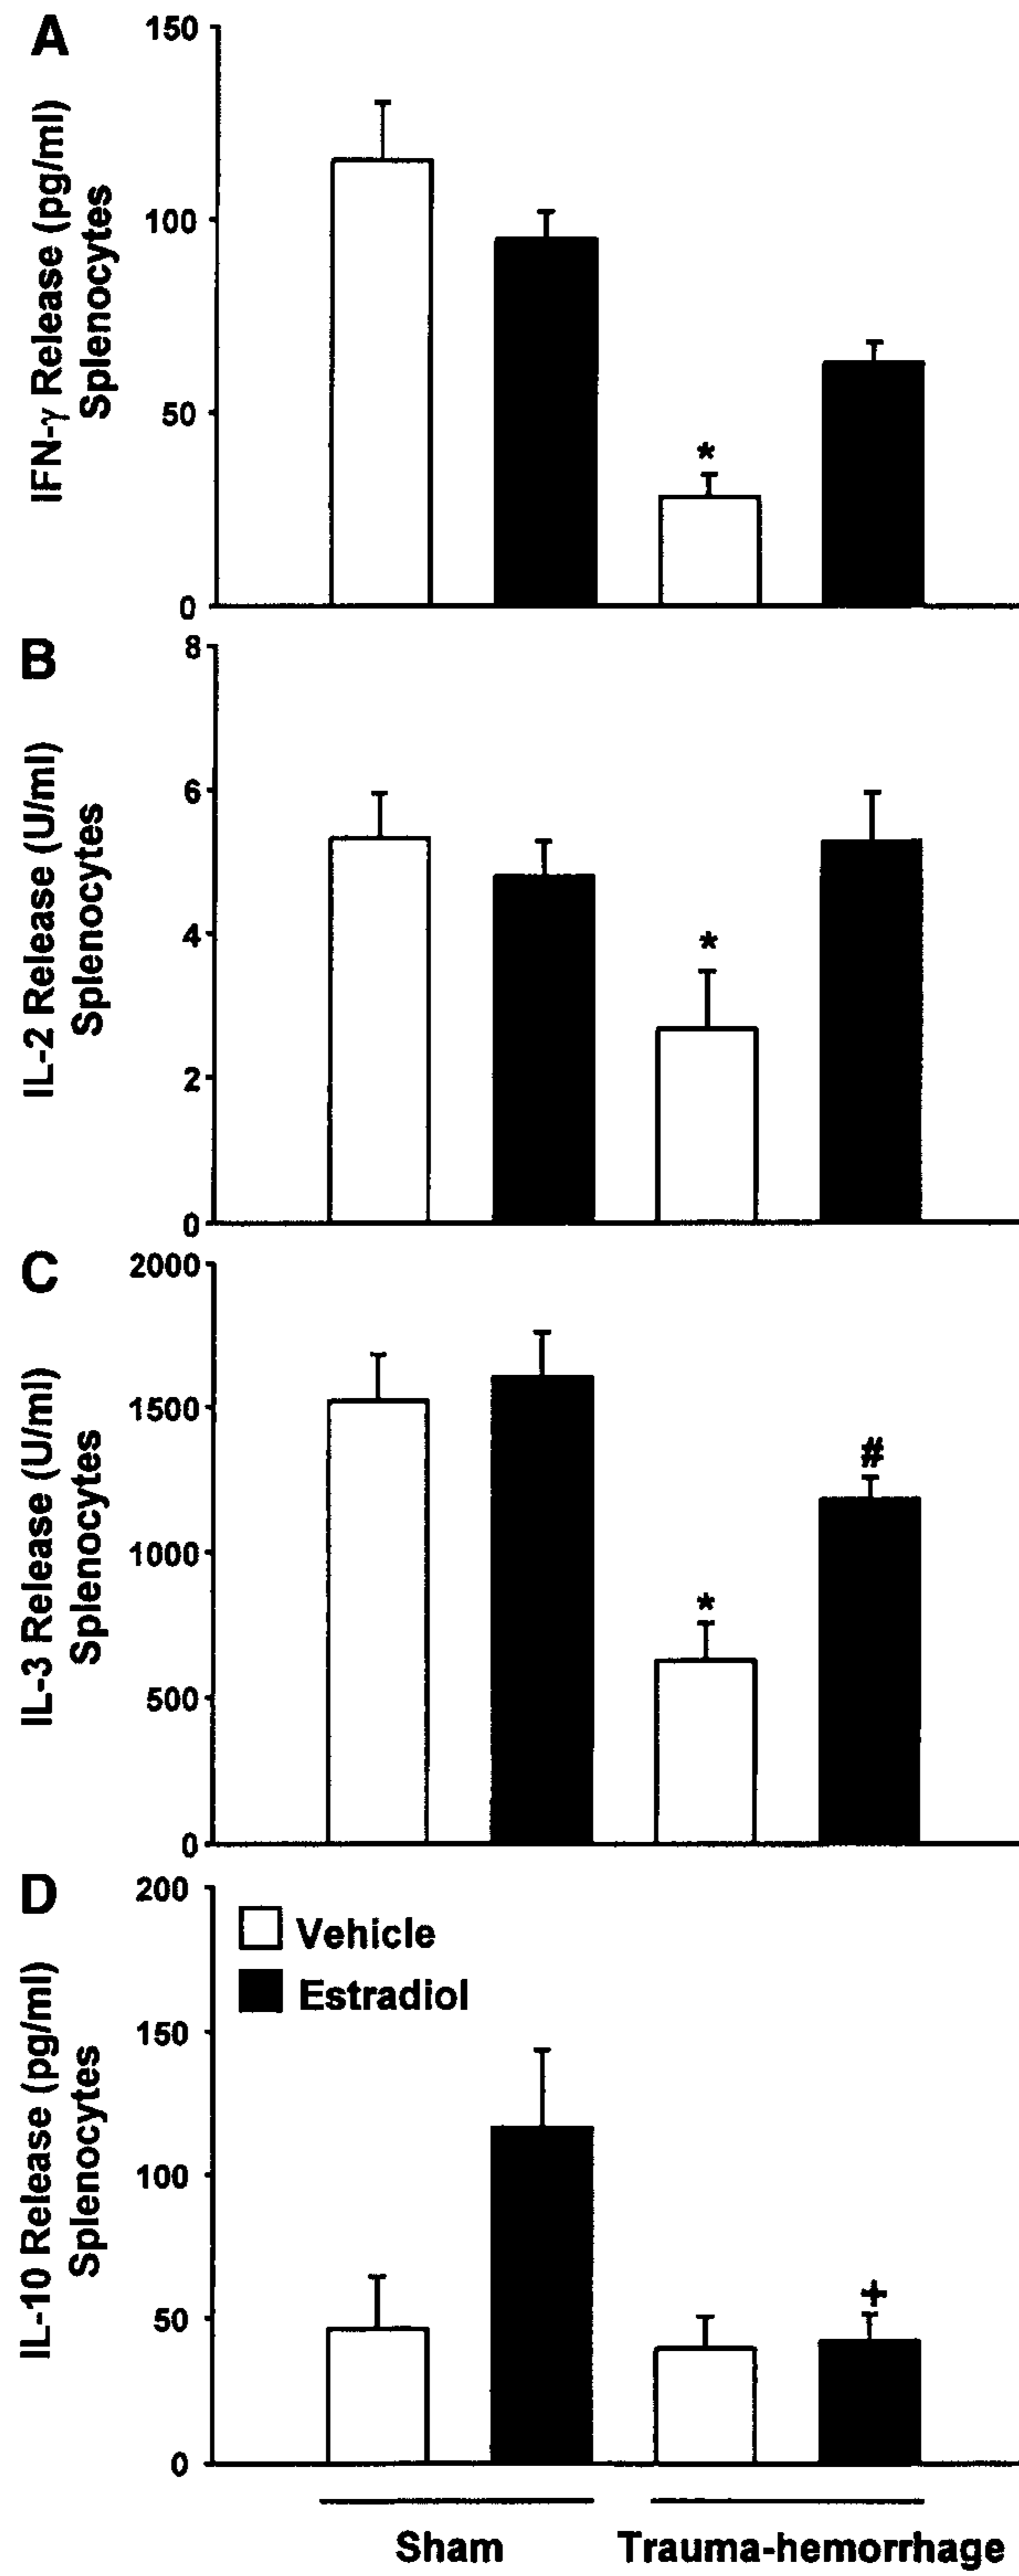 A
IFN-γ Release (pg/ml)
Splenocytes
150
100
50
0
*
B
IL-2 Release (U/ml)
Splenocytes
8
6
4
2
0
*
C
IL-3 Release (U/ml)
Splenocytes
2000
1500
1000
500
0
*
#
D
IL-10 Release (pg/ml)
Splenocytes
200
150
100
50
0
Vehicle
Estradiol
+
Sham
Trauma-hemorrhage